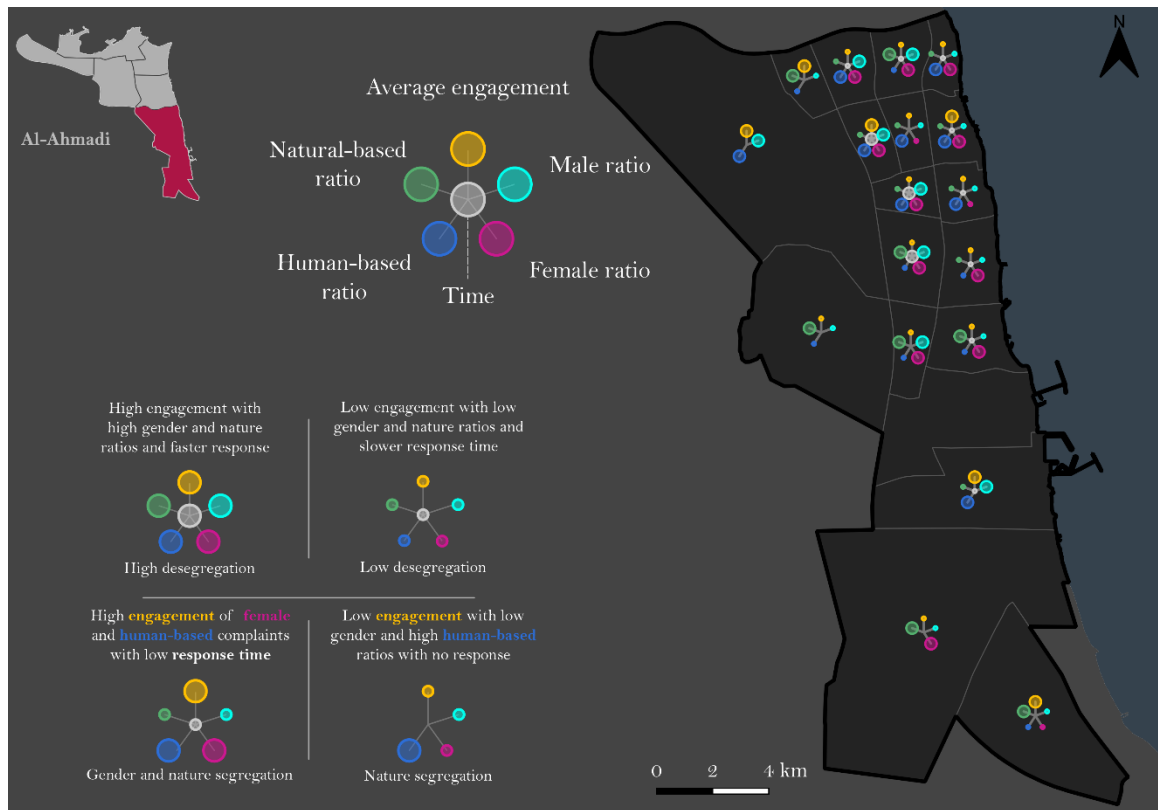 Al-Ahmadi
Average engagement
Natural-based
ratio
Male ratio
Human-based
ratio
Female ratio
Time
N
High engagement with
high gender and nature
ratios and faster response
High desegregation
Low engagement with low
gender and nature ratios and
slower response time
Low desegregation
High engagement of female
and human-based complaints
with low response time
Gender and nature segregation
Low engagement with low
gender and high human-based
ratios with no response
Nature segregation
0 2 4 km